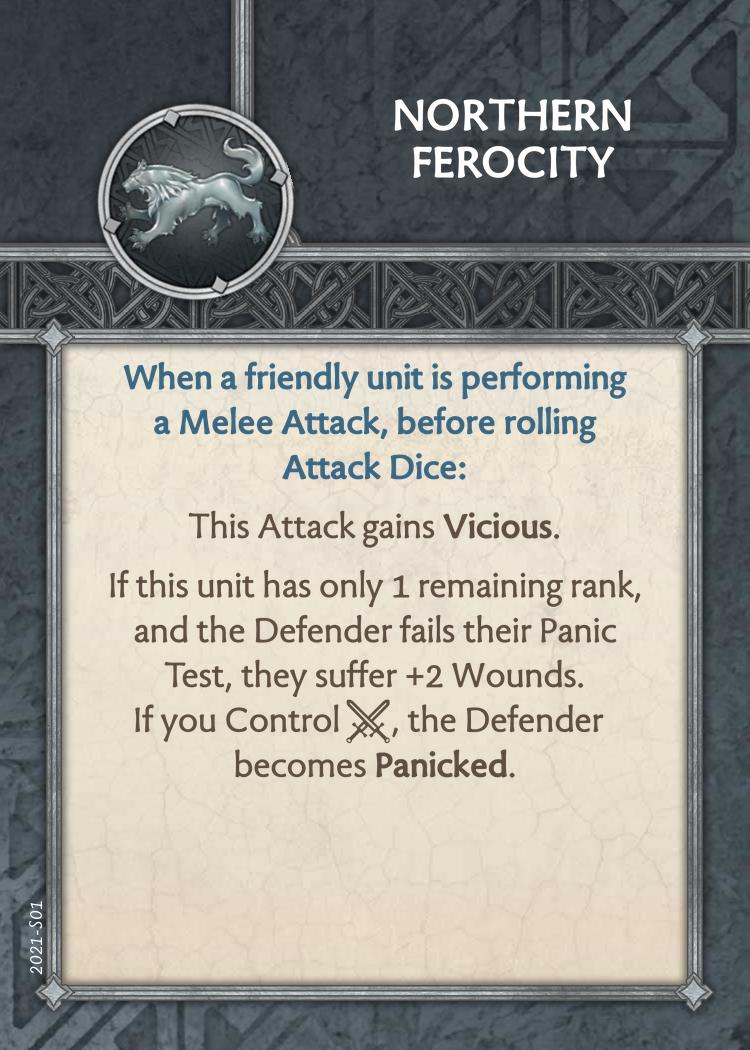 NORTHERN
FEROCITY
When a friendly unit is performing
a Melee Attack, before rolling
Attack Dice:
This Attack gains Vicious.
If this unit has only 1 remaining rank,
and the Defender fails their Panic
Test, they suffer +2 Wounds.
If you Control , the Defender
becomes Panicked.
2021-S01